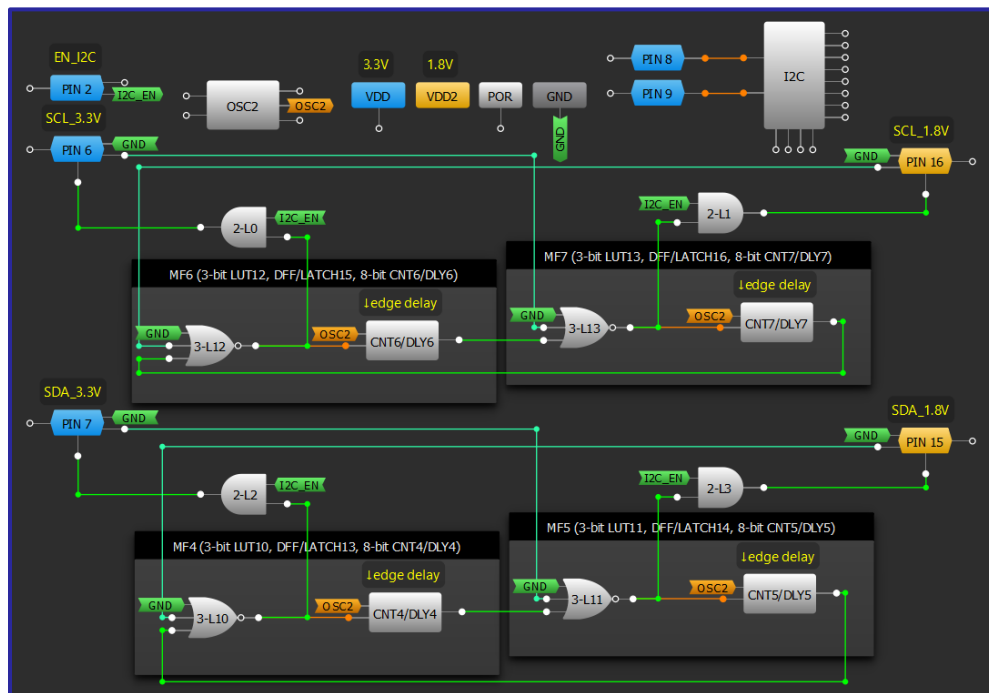 EN_I2C
PIN 2
I2C_EN
OSC2
OSC2
3.3V
VDD
1.8V
VDD2
POR
GND
GND
PIN 8
PIN 9
I2C
SCL_3.3V
PIN 6
GND
SCL_1.8V
GND
PIN 16
2-L0
I2C_EN
I2C_EN
2-L1
MF6 (3-bit LUT12, DFF/LATCH15, 8-bit CNT6/DLY6)
↓edge delay
GND
3-L12
OSC2
CNT6/DLY6
MF7 (3-bit LUT13, DFF/LATCH16, 8-bit CNT7/DLY7)
↓edge delay
GND
3-L13
OSC2
CNT7/DLY7
SDA_3.3V
PIN 7
GND
SDA_1.8V
GND
PIN 15
2-L2
I2C_EN
I2C_EN
2-L3
MF4 (3-bit LUT10, DFF/LATCH13, 8-bit CNT4/DLY4)
↓edge delay
GND
3-L10
OSC2
CNT4/DLY4
MF5 (3-bit LUT11, DFF/LATCH14, 8-bit CNT5/DLY5)
↓edge delay
GND
3-L11
OSC2
CNT5/DLY5